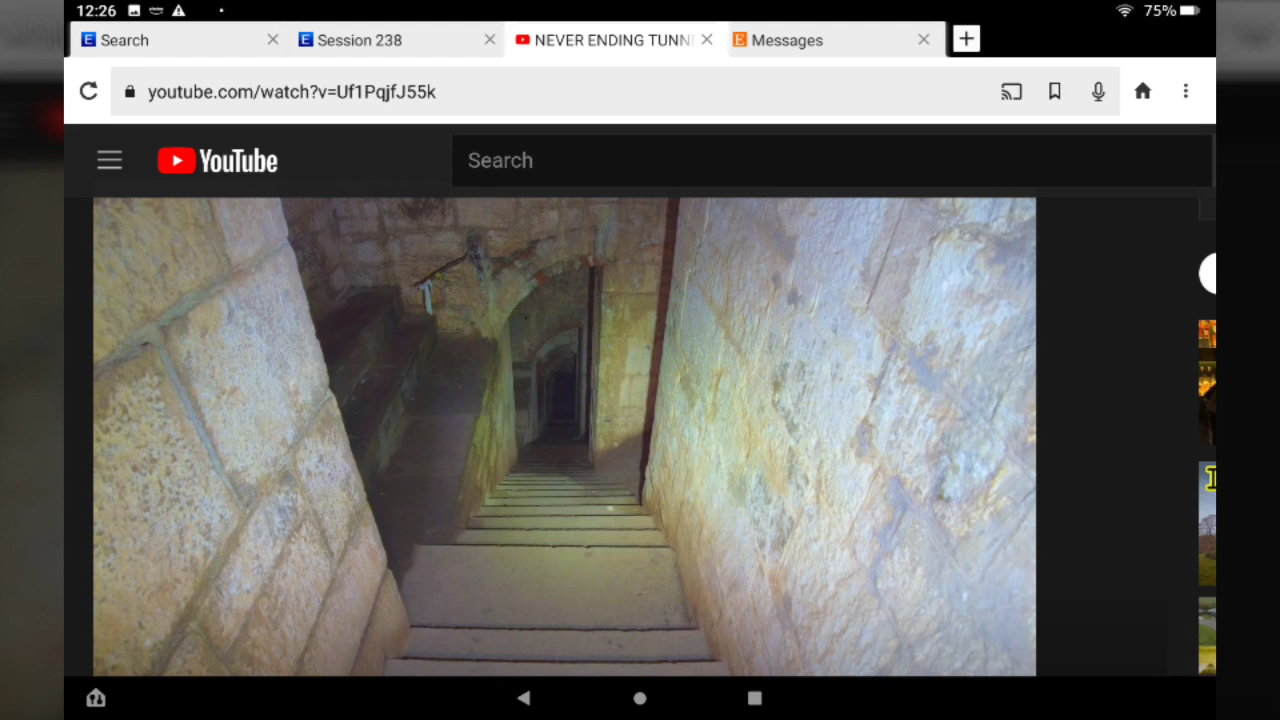 12:26
75%
Search
Session 238
NEVER ENDING TUNN
Messages
youtube.com/watch?v=Uf1PqjfJ55k
YouTube
Search